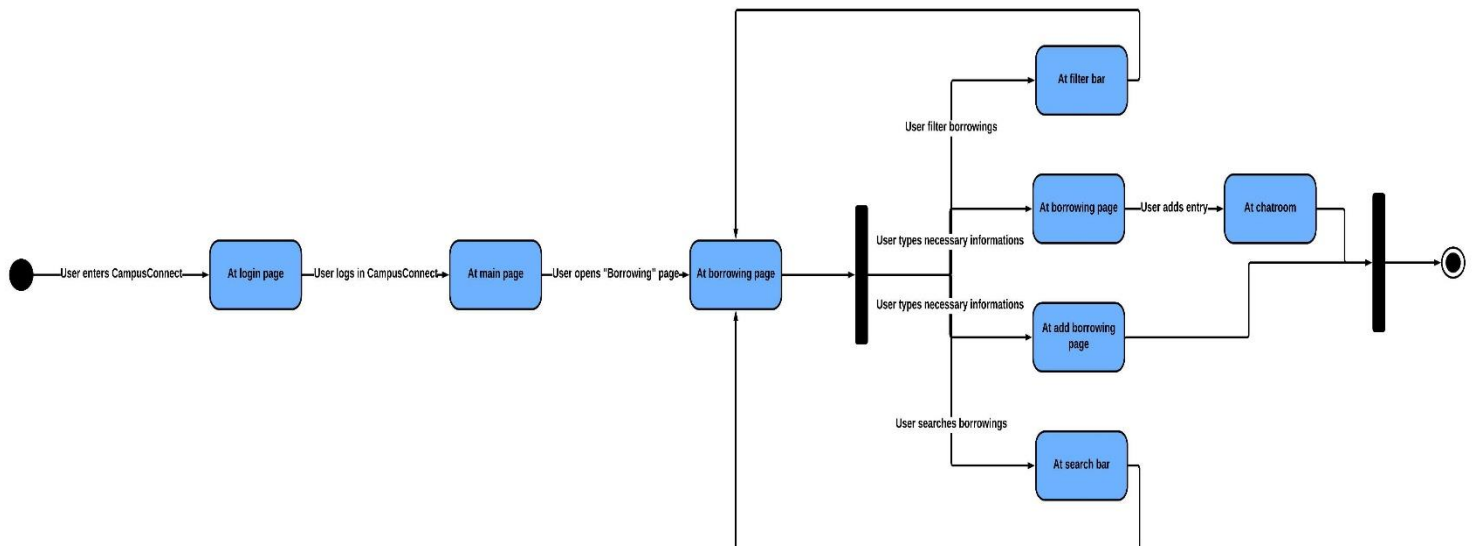 At filter bar
User filter borrowings
At borrowing page
User adds entry
At chatroom
User types necessary informations
User enters CampusConnect
At login page
User logs in CampusConnect
At main page
User opens "Borrowing" page
At borrowing page
User types necessary informations
At add borrowing
page
User searches borrowings
At search bar